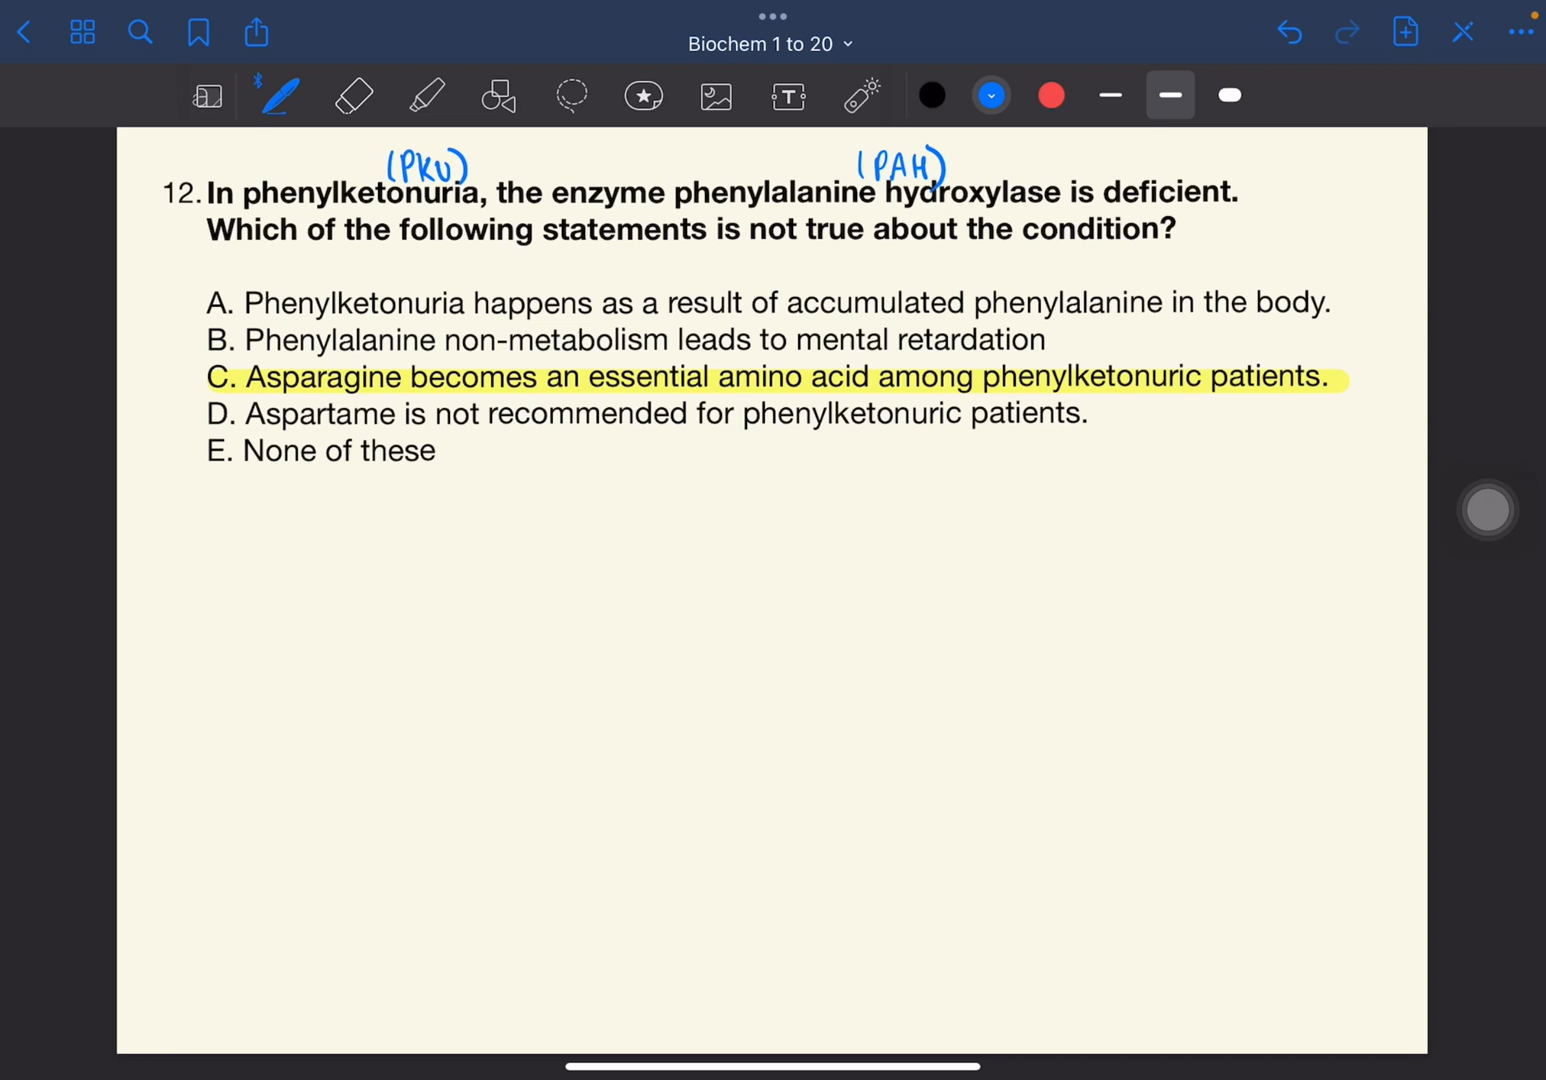 Biochem 1 to 20
T
(PKU) (PAH)
12. In phenylketonuria, the enzyme phenylalanine hydroxylase is deficient.
Which of the following statements is not true about the condition?
A. Phenylketonuria happens as a result of accumulated phenylalanine in the body.
B. Phenylalanine non-metabolism leads to mental retardation
C. Asparagine becomes an essential amino acid among phenylketonuric patients.
D. Aspartame is not recommended for phenylketonuric patients.
E. None of these